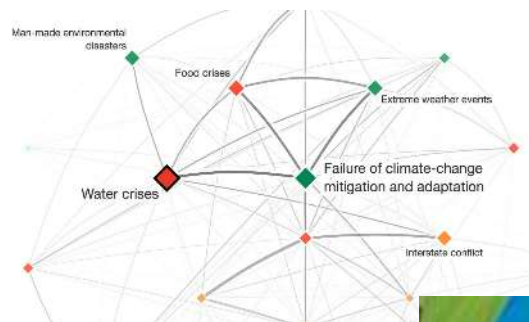 Man-made environmental
disasters
Food crises
Extreme weather events
Failure of climate-change
mitigation and adaptation
Water crises
Interstate conflict